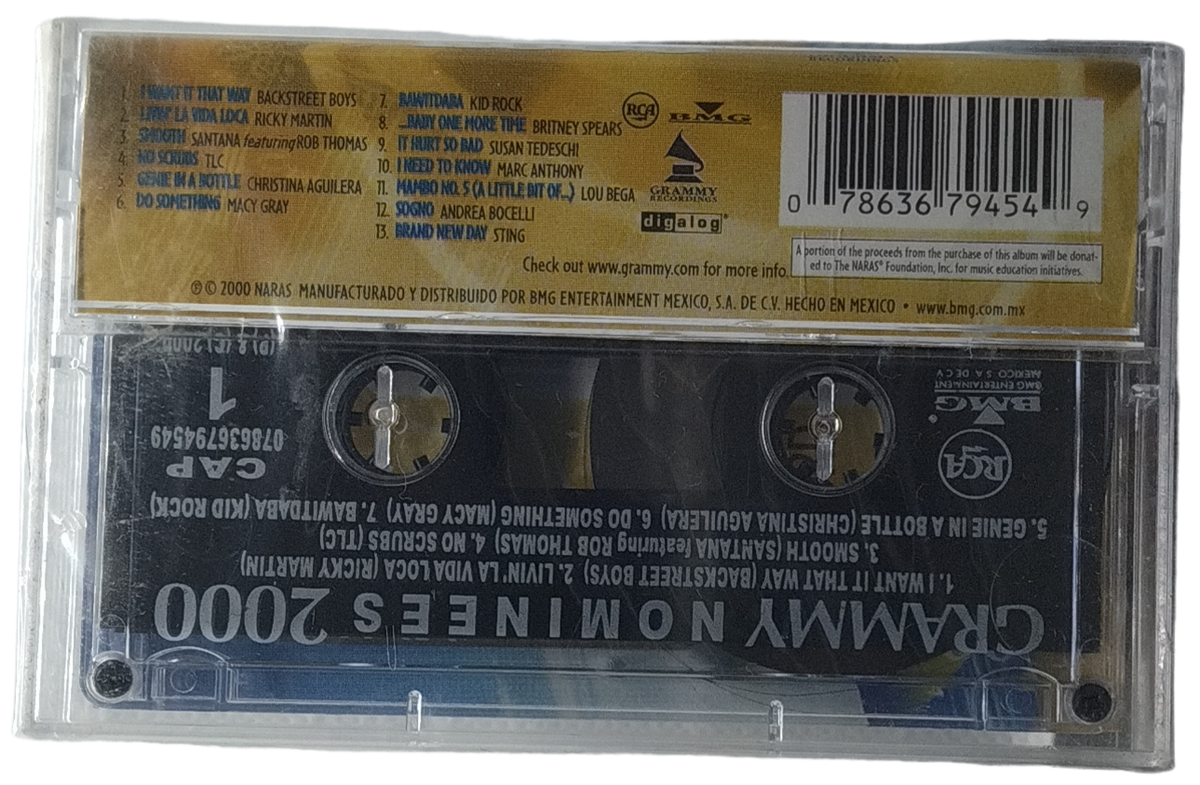 1. I WANT IT THAT WAY BACKSTREET BOYS
2. LIVIN' LA VIDA LOCA RICKY MARTIN
3. SMOOTH SANTANA featuring ROB THOMAS
4. NO SCRUBS TLC
5. GENIE IN A BOTTLE CHRISTINA AGUILERA
6. DO SOMETHING MACY GRAY
7. BAWITDABA KID ROCK
8. ...BABY ONE MORE TIME BRITNEY SPEARS
9. IT HURT SO BAD SUSAN TEDESCHI
10. I NEED TO KNOW MARC ANTHONY
11. MAMBO NO. 5 (A LITTLE BIT OF...) LOU BEGA
12. SOGNO ANDREA BOCELLI
13. BRAND NEW DAY STING
RCA BMG
GRAMMY
RECORDINGS
digalog®
0 78636 79454 9
A portion of the proceeds from the purchase of this album will be donat-
ed to The NARAS® Foundation, Inc. for music education initiatives.
Check out www.grammy.com for more info.
℗© 2000 NARAS MANUFACTURADO Y DISTRIBUIDO POR BMG ENTERTAINMENT MEXICO, S.A. DE C.V. HECHO EN MEXICO • www.bmg.com.mx
GRAMMY NOMINEES 2000
1. I WANT IT THAT WAY (BACKSTREET BOYS) 2. LIVIN' LA VIDA LOCA (RICKY MARTIN)
3. SMOOTH (SANTANA featuring ROB THOMAS) 4. NO SCRUBS (TLC)
5. GENIE IN A BOTTLE (CHRISTINA AGUILERA) 6. DO SOMETHING (MACY GRAY) 7. BAWITDABA (KID ROCK)
RCA
BMG®
BMG ENTERTAINMENT
MEXICO S.A. DE C.V
CAP
078636794549
1